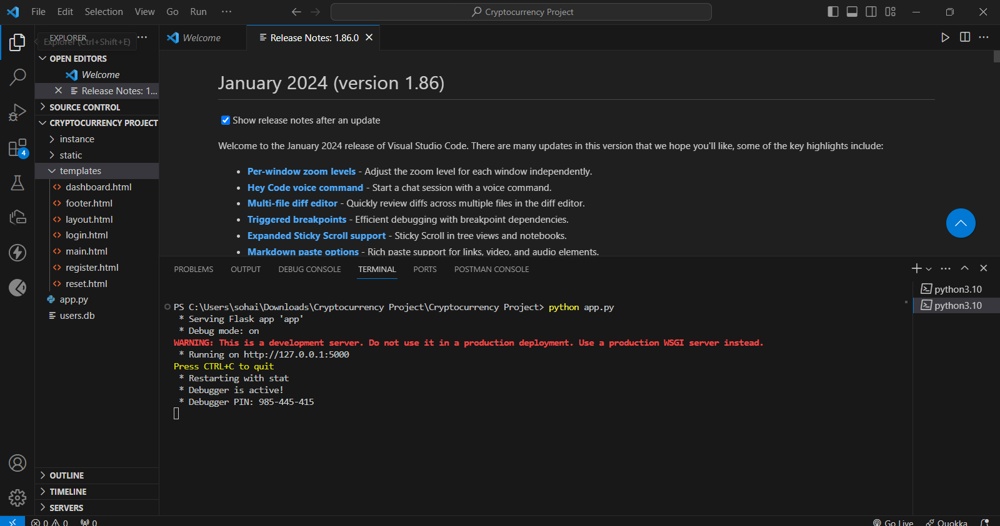 File Edit Selection View Go Run ···
Cryptocurrency Project
EXPLORER
Explorer (Ctrl+Shift+E)
OPEN EDITORS
Welcome
Release Notes: 1...
SOURCE CONTROL
CRYPTOCURRENCY PROJECT
instance
static
templates
dashboard.html
footer.html
layout.html
login.html
main.html
register.html
reset.html
app.py
users.db
4
OUTLINE
TIMELINE
SERVERS
Welcome
Release Notes: 1.86.0
January 2024 (version 1.86)
Show release notes after an update
Welcome to the January 2024 release of Visual Studio Code. There are many updates in this version that we hope you'll like, some of the key highlights include:
• Per-window zoom levels - Adjust the zoom level for each window independently.
• Hey Code voice command - Start a chat session with a voice command.
• Multi-file diff editor - Quickly review diffs across multiple files in the diff editor.
• Triggered breakpoints - Efficient debugging with breakpoint dependencies.
• Expanded Sticky Scroll support - Sticky Scroll in tree views and notebooks.
• Markdown paste options - Rich paste support for links, video, and audio elements.
PROBLEMS OUTPUT DEBUG CONSOLE TERMINAL PORTS POSTMAN CONSOLE
PS C:\Users\sohai\Downloads\Cryptocurrency Project\Cryptocurrency Project> python app.py
* Serving Flask app 'app'
* Debug mode: on
WARNING: This is a development server. Do not use it in a production deployment. Use a production WSGI server instead.
* Running on http://127.0.0.1:5000
Press CTRL+C to quit
* Restarting with stat
* Debugger is active!
* Debugger PIN: 985-445-415
python3.10
python3.10
0 0 0
Go Live Quokka